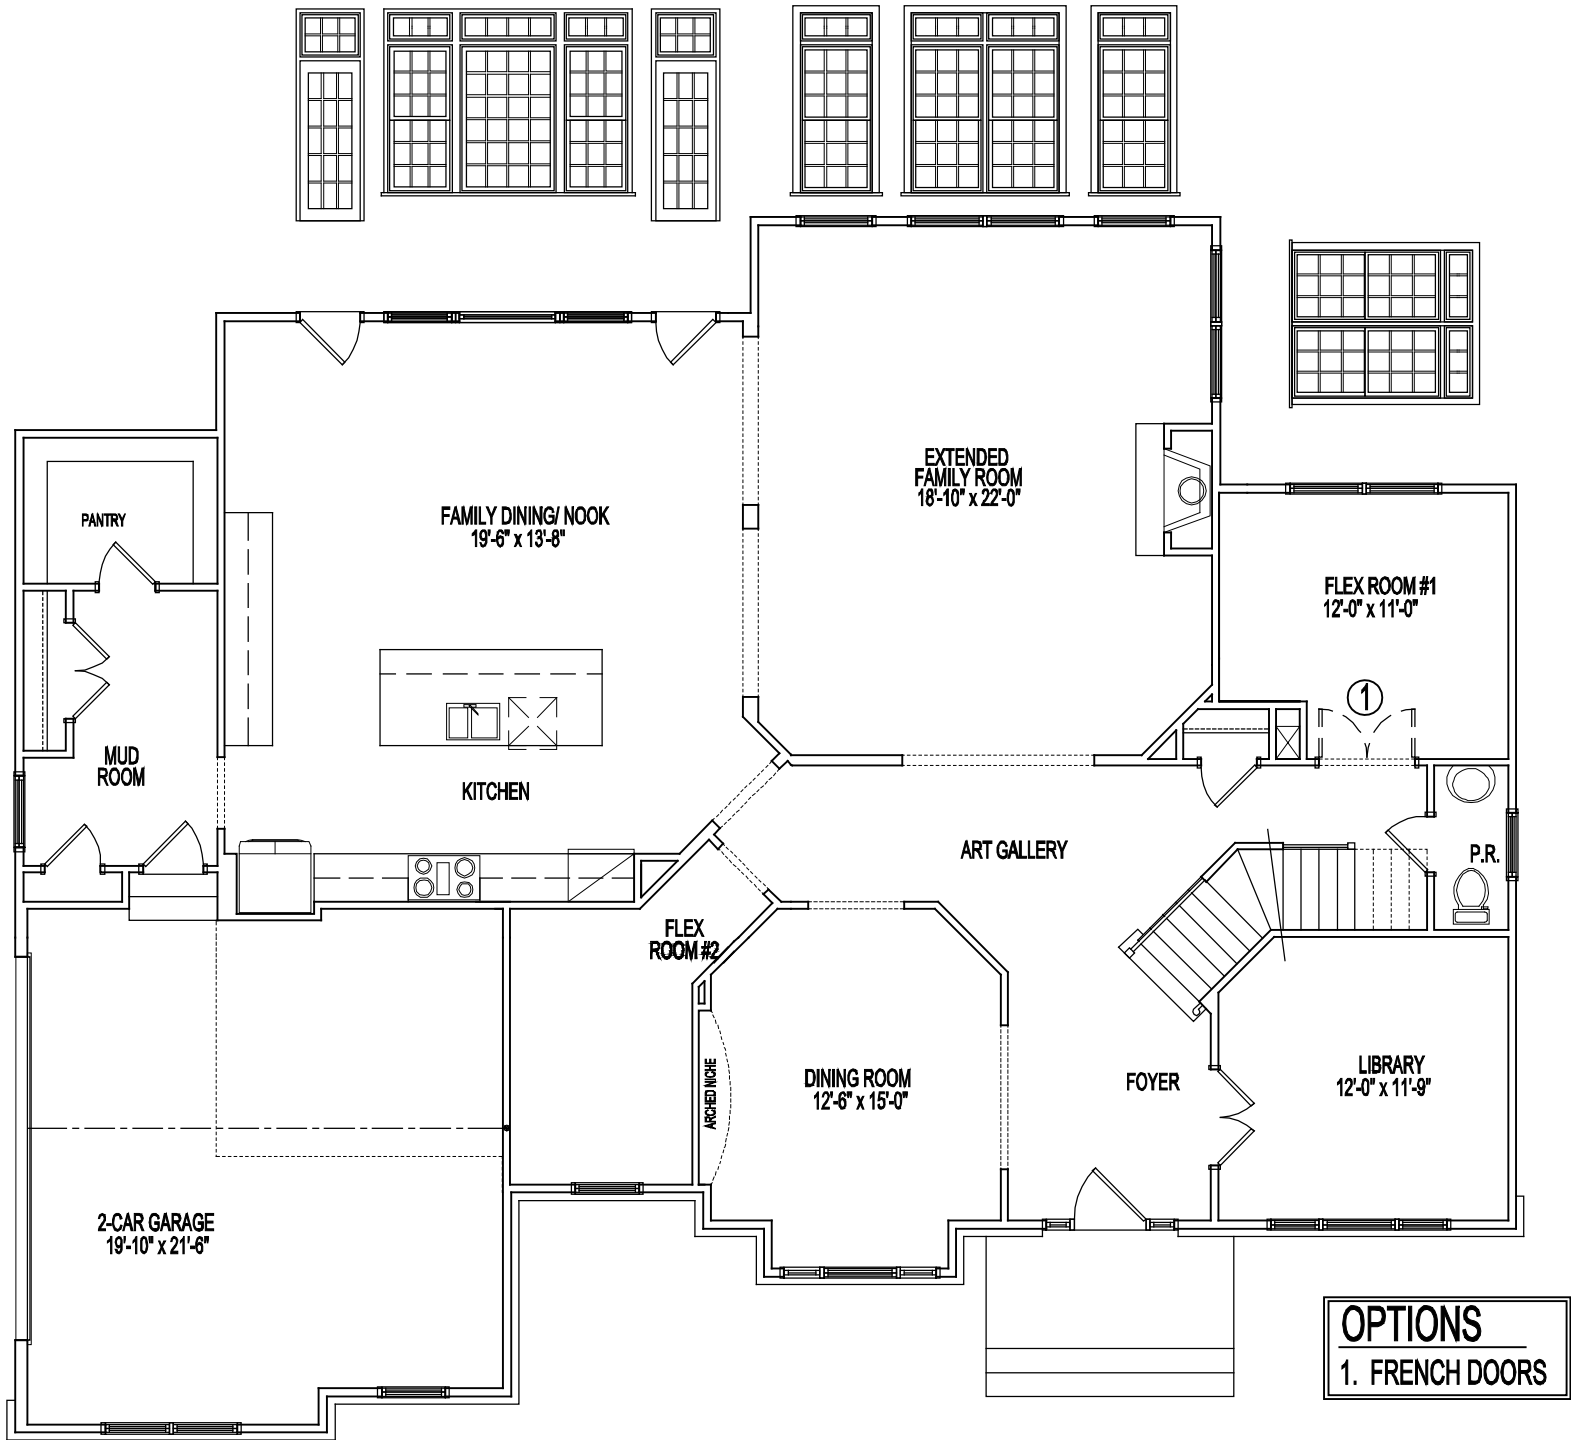 EXTENDED
FAMILY ROOM
18'-10" x 22'-0"
PANTRY
FAMILY DINING/ NOOK
19'-6" x 13'-8"
FLEX ROOM #1
12'-0" x 11'-0"
1
MUD
ROOM
KITCHEN
ART GALLERY
P.R.
FLEX
ROOM #2
ARCHED NICHE
DINING ROOM
12'-6" x 15'-0"
FOYER
LIBRARY
12'-0" x 11'-9"
2-CAR GARAGE
19'-10" x 21'-6"
OPTIONS
1. FRENCH DOORS